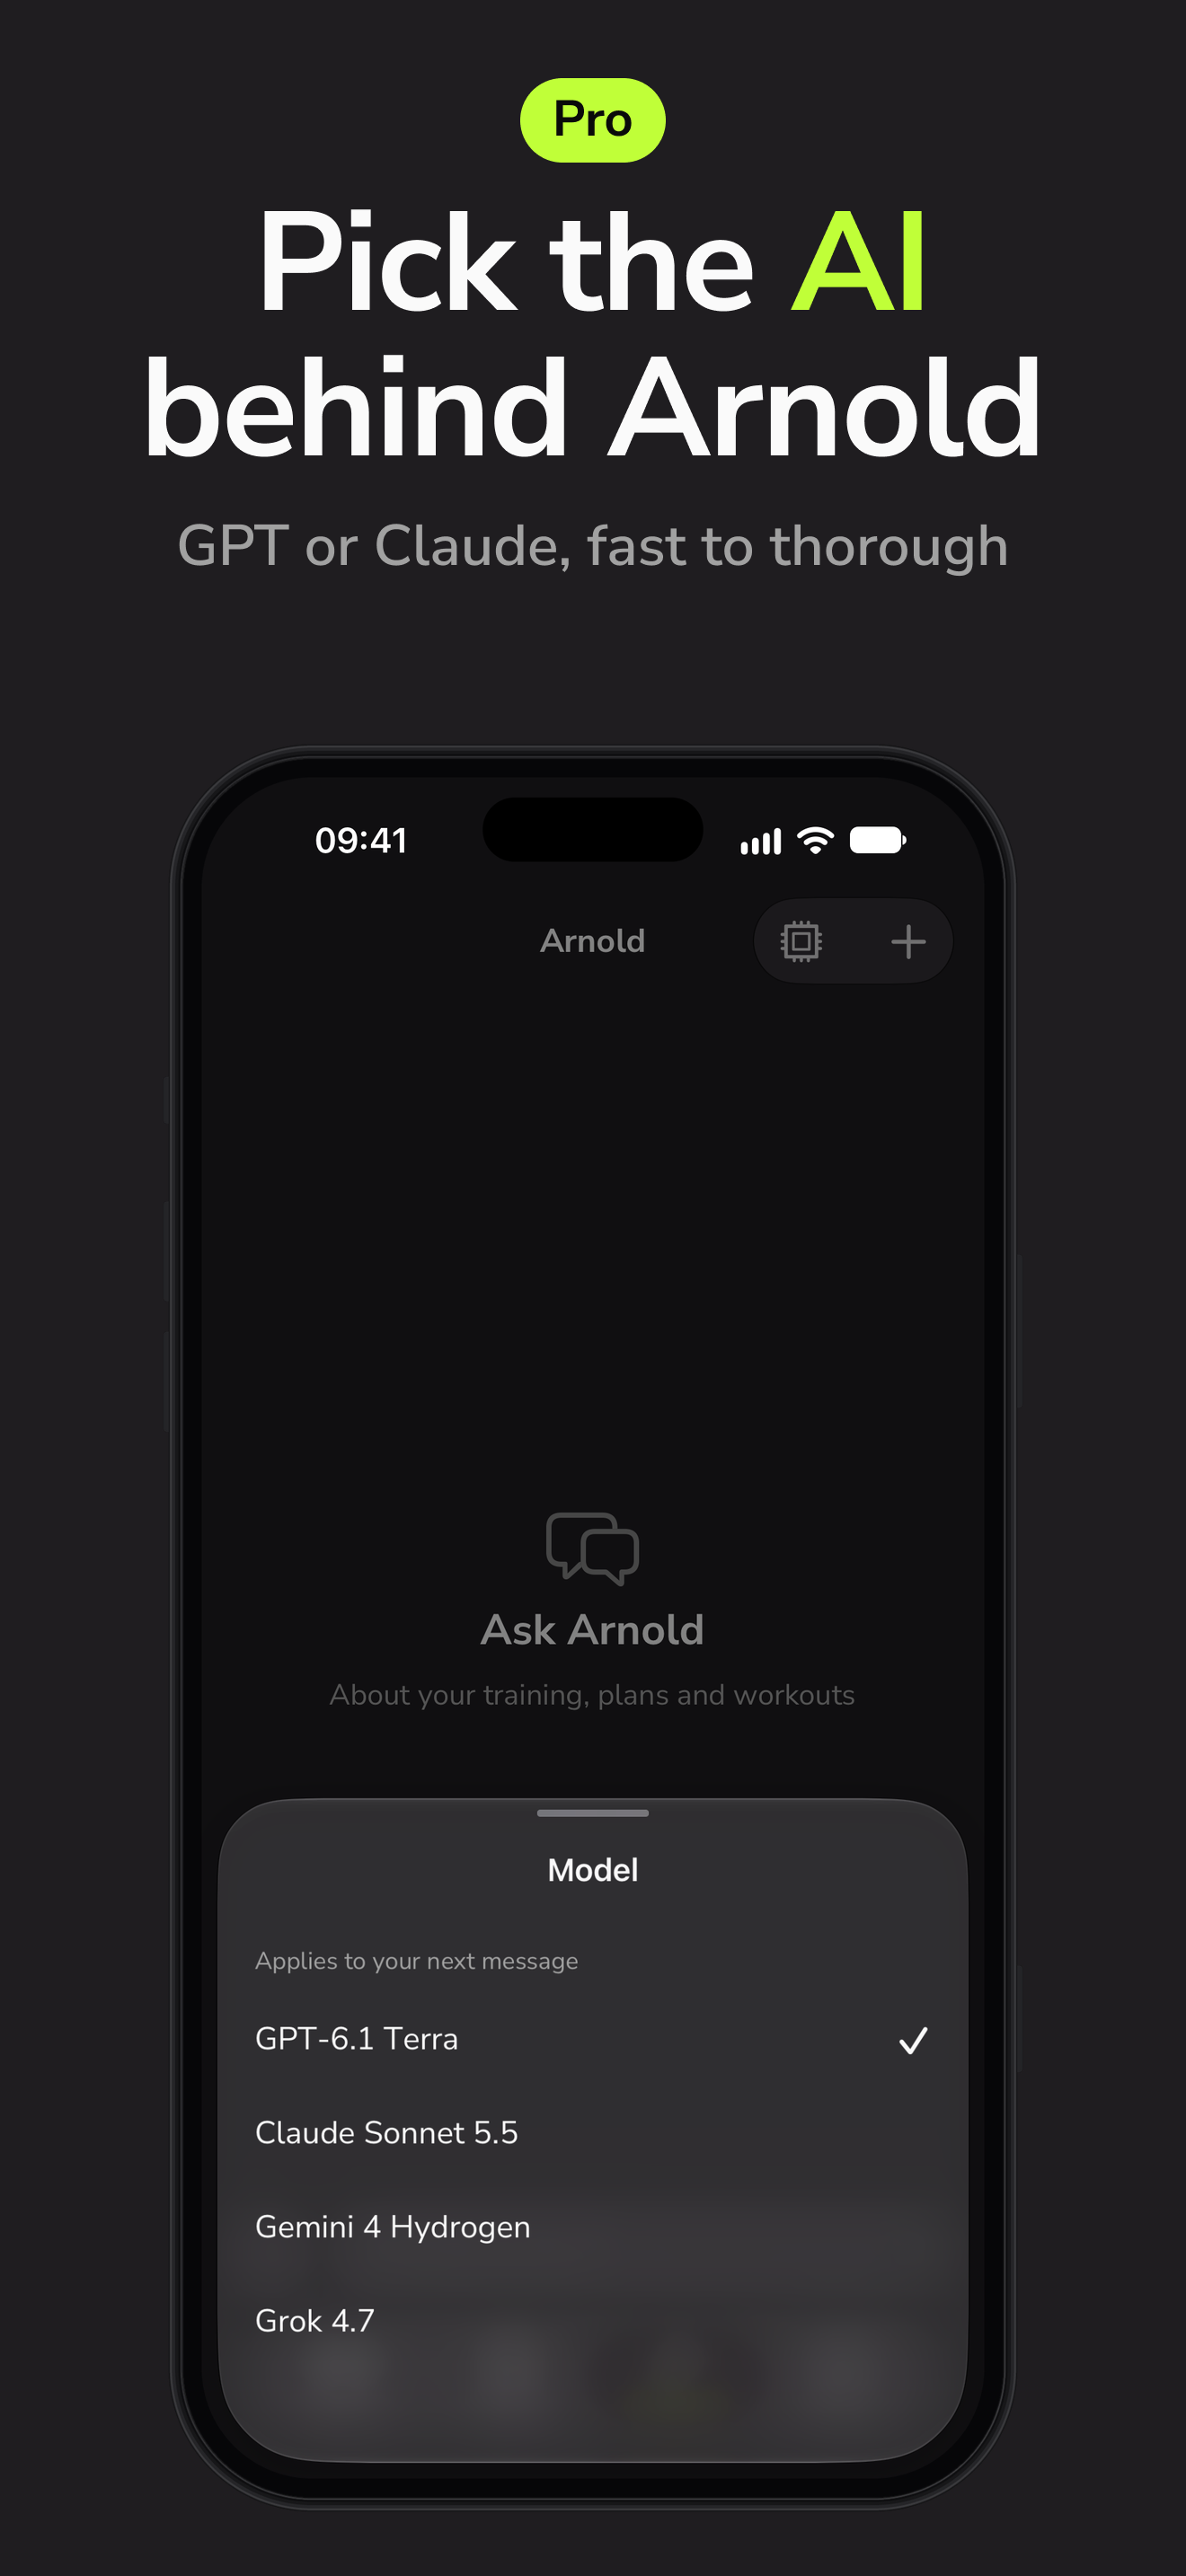 Pro
Pick the AI
behind Arnold
GPT or Claude, fast to thorough
09:41
Arnold
Ask Arnold
About your training, plans and workouts
Model
Applies to your next message
GPT-6.1 Terra
Claude Sonnet 5.5
Gemini 4 Hydrogen
Grok 4.7